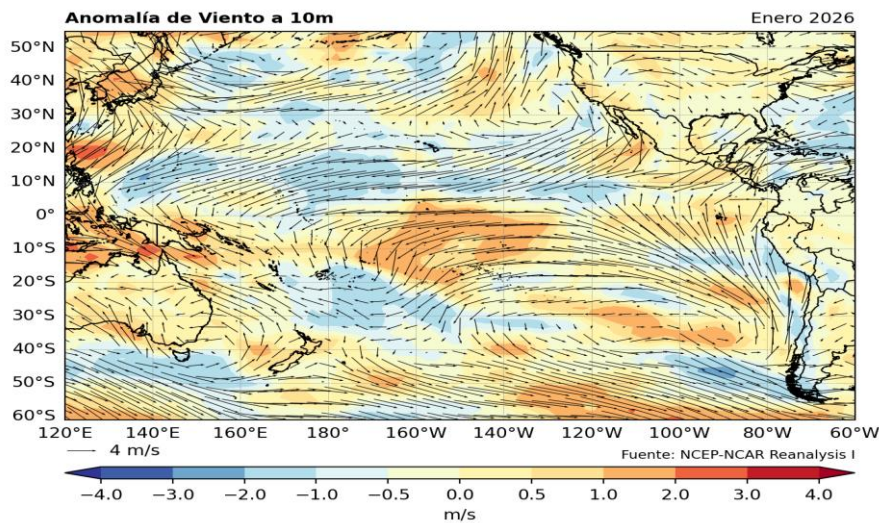 Anomalía de Viento a 10m
Enero 2026
50°N
40°N
30°N
20°N
10°N
0°
10°S
20°S
30°S
40°S
50°S
60°S
120°E 140°E 160°E 180° 160°W 140°W 120°W 100°W 80°W 60°W
4 m/s
Fuente: NCEP-NCAR Reanalysis I
−4.0 −3.0 −2.0 −1.0 −0.5 0.0 0.5 1.0 2.0 3.0 4.0
m/s